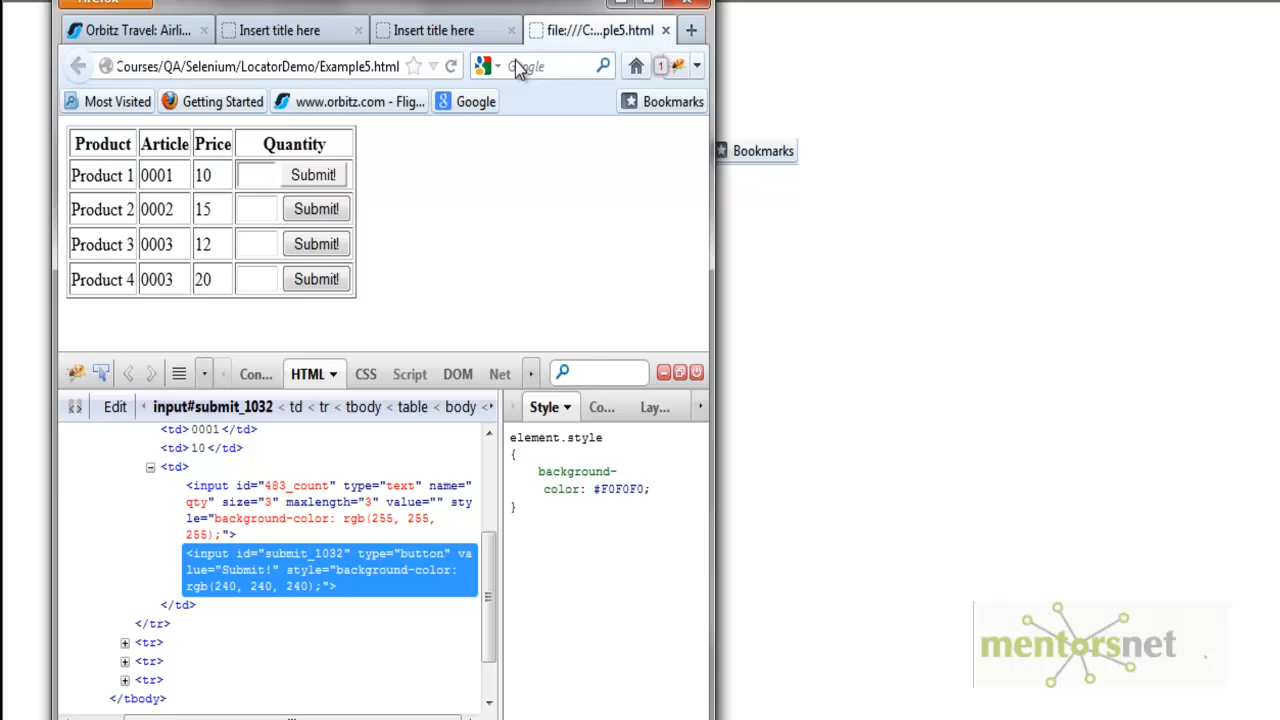 Firefox
Orbitz Travel: Airli...
Insert title here
Insert title here
file:///C:...ple5.html
Courses/QA/Selenium/LocatorDemo/Example5.html
Google
1
Most Visited
Getting Started
www.orbitz.com - Flig...
Google
Bookmarks
Bookmarks
Product Article Price Quantity
Product 1 0001 10 Submit!
Product 2 0002 15 Submit!
Product 3 0003 12 Submit!
Product 4 0003 20 Submit!
Con... HTML CSS Script DOM Net
Edit input#submit_1032 < td < tr < tbody < table < body <
Style Co... Lay...
<td>0001</td>
<td>10</td>
<td>
<input id="483_count" type="text" name="
qty" size="3" maxlength="3" value="" sty
le="background-color: rgb(255, 255,
255);">
<input id="submit_1032" type="button" va
lue="Submit!" style="background-color:
rgb(240, 240, 240);">
</td>
</tr>
<tr>
<tr>
<tr>
</tbody>
element.style
{
background-
color: #F0F0F0;
}
mentorsnet